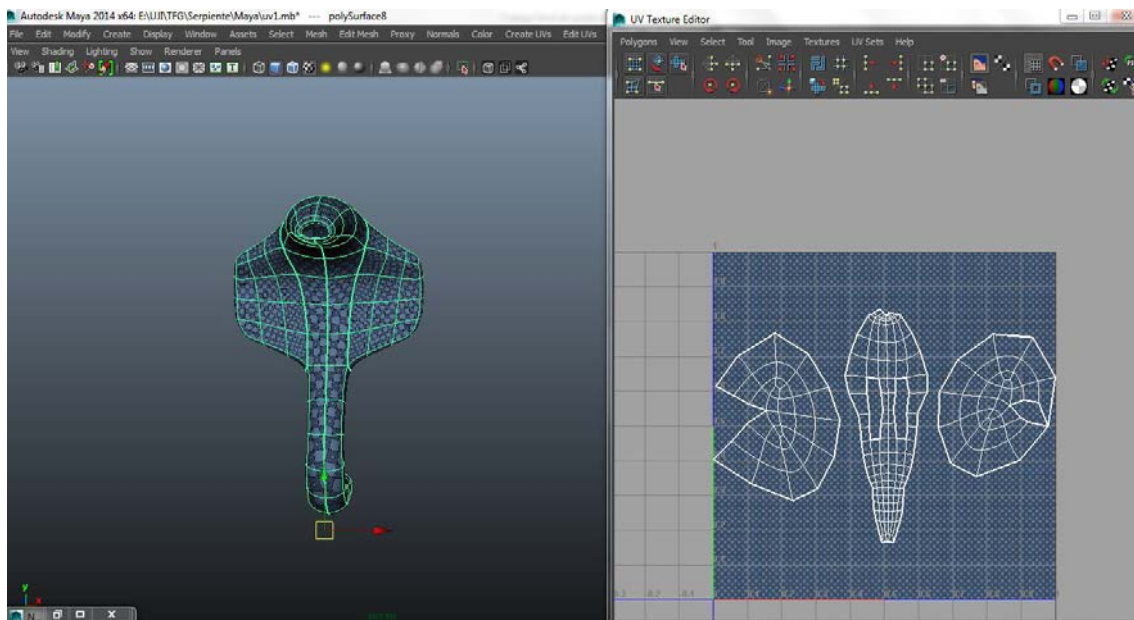 Autodesk Maya 2014 x64: E:\UJI\TFG\Serpiente\Maya\uv1.mb* --- polySurface8
File Edit Modify Create Display Window Assets Select Mesh Edit Mesh Proxy Normals Color Create UVs Edit UVs
View Shading Lighting Show Renderer Panels
y
x
N
UV Texture Editor
Polygons View Select Tool Image Textures UV Sets Help
1